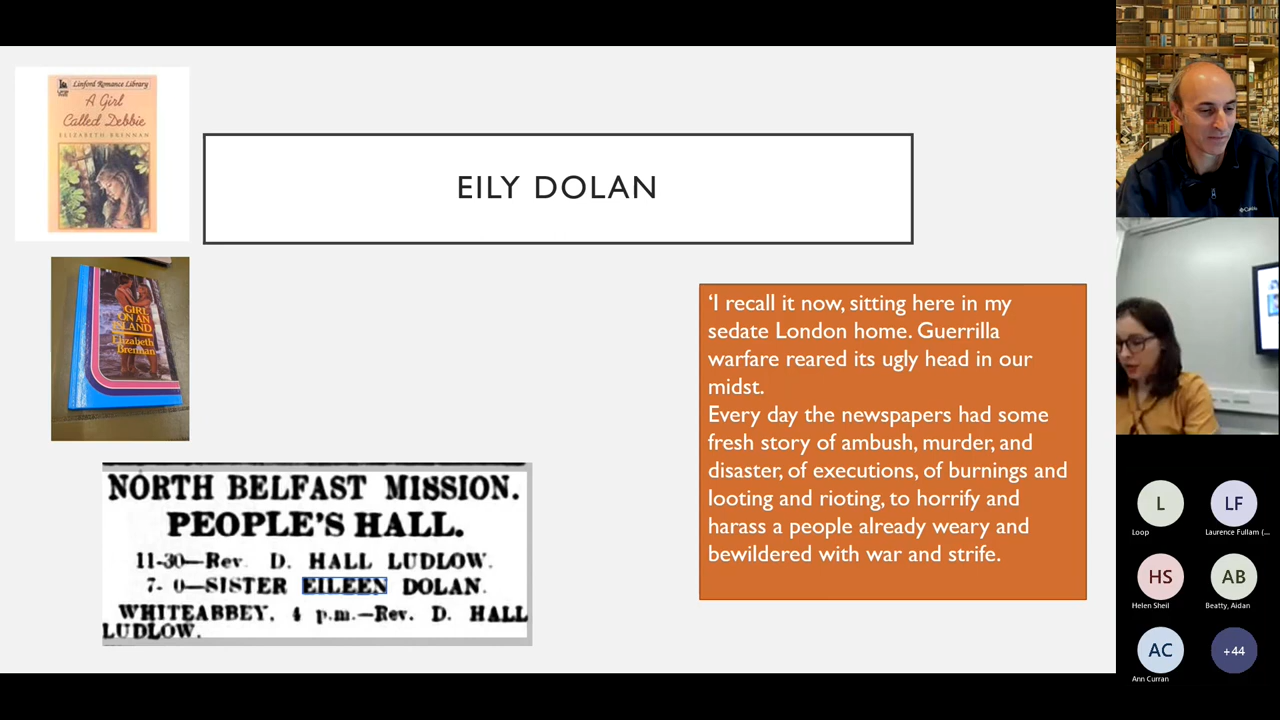 Linford Romance Library
A Girl
Called Debbie
ELIZABETH BRENNAN
EILY DOLAN
GIRL
ON AN
ISLAND
Elizabeth
Brennan
‘I recall it now, sitting here in my
sedate London home. Guerrilla
warfare reared its ugly head in our
midst.
Every day the newspapers had some
fresh story of ambush, murder, and
disaster, of executions, of burnings and
looting and rioting, to horrify and
harass a people already weary and
bewildered with war and strife.
NORTH BELFAST MISSION.
PEOPLE'S HALL.
11-30—Rev. D. HALL LUDLOW.
7- 0—SISTER EILEEN DOLAN.
WHITEABBEY, 4 p.m.—Rev. D. HALL
LUDLOW.
L
LF
Loop
Laurence Fullam (...
HS
AB
Helen Sheil
Beatty, Aidan
AC
+44
Ann Curran